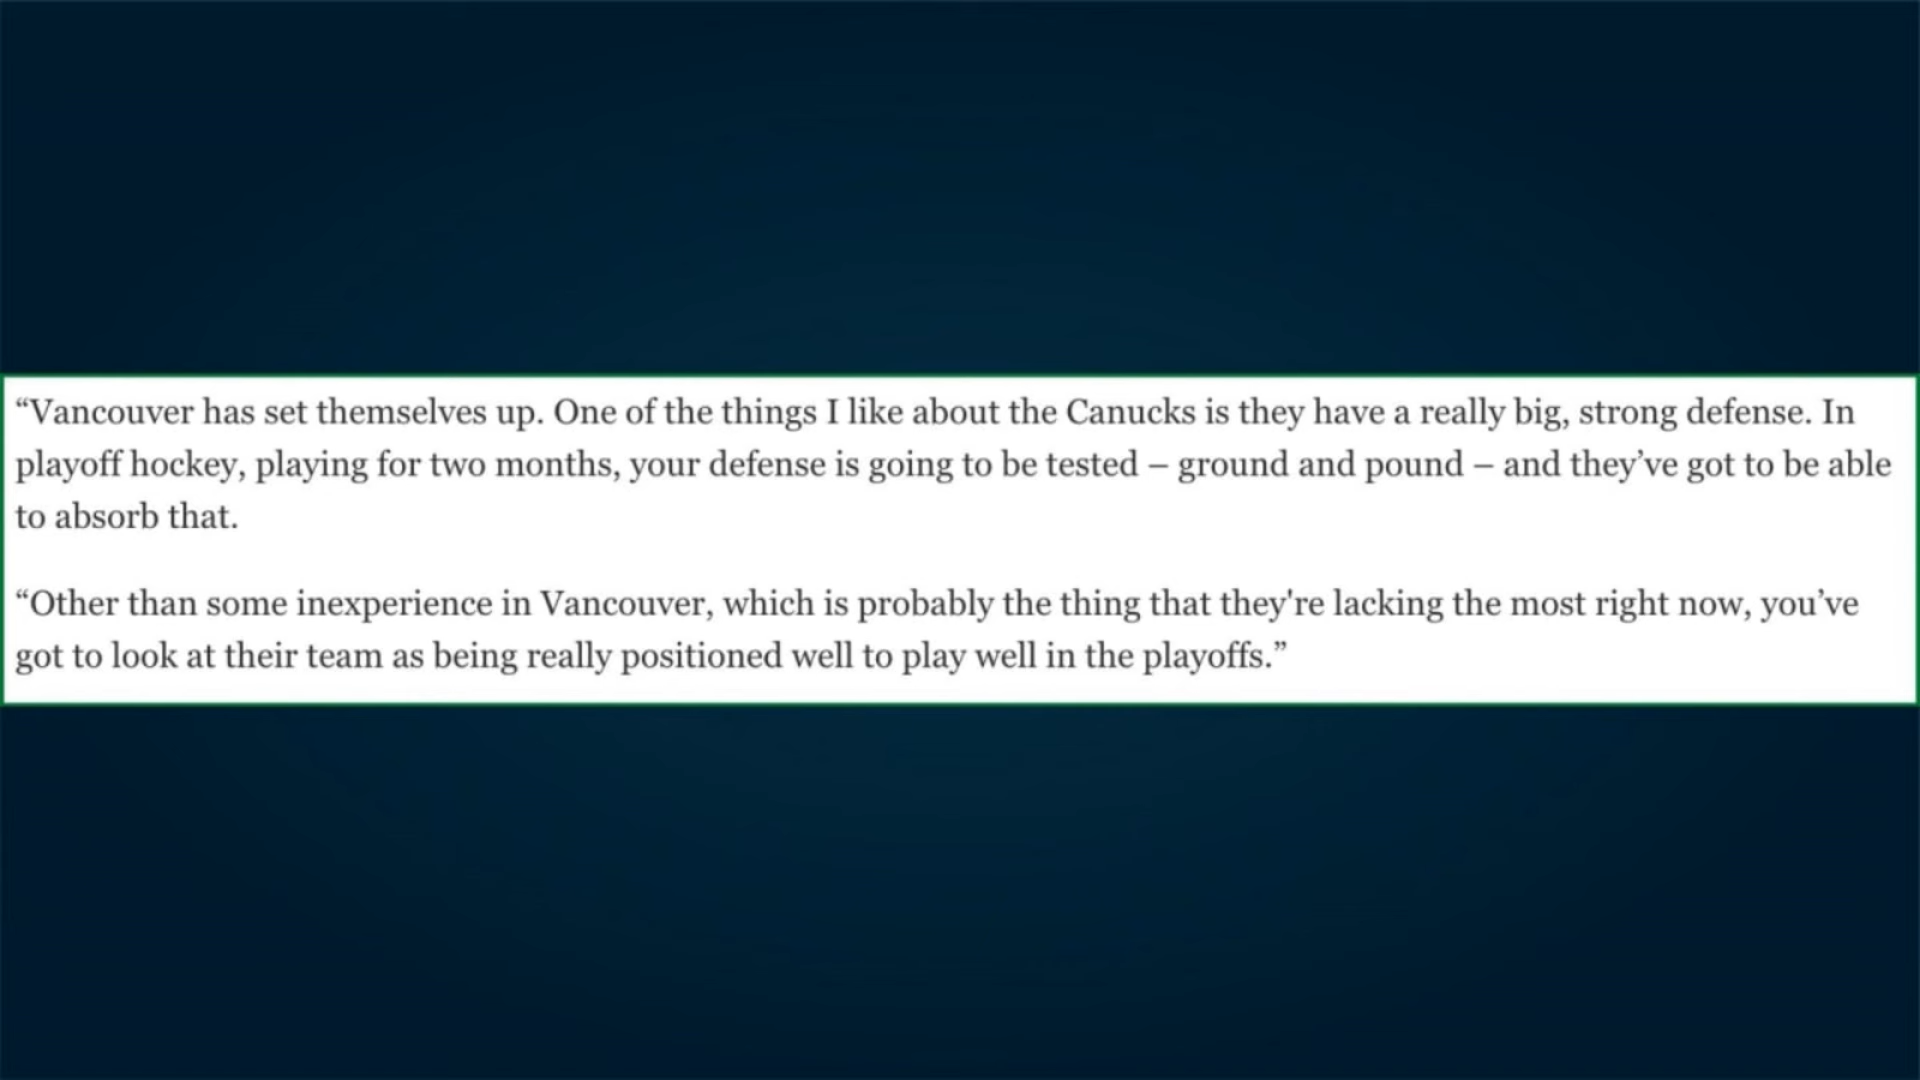 “Vancouver has set themselves up. One of the things I like about the Canucks is they have a really big, strong defense. In
playoff hockey, playing for two months, your defense is going to be tested – ground and pound – and they’ve got to be able
to absorb that.
“Other than some inexperience in Vancouver, which is probably the thing that they're lacking the most right now, you’ve
got to look at their team as being really positioned well to play well in the playoffs.”